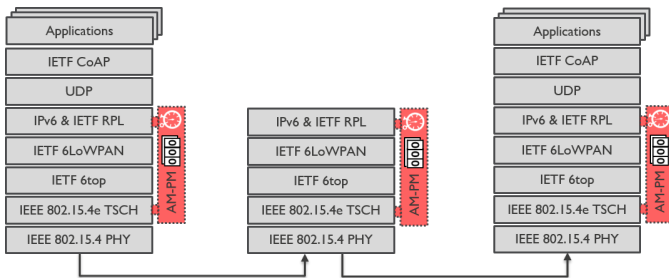 Applications
IETF CoAP
UDP
IPv6 & IETF RPL
IETF 6LoWPAN
IETF 6top
IEEE 802.15.4e TSCH
IEEE 802.15.4 PHY
AM-PM
IPv6 & IETF RPL
IETF 6LoWPAN
IETF 6top
IEEE 802.15.4e TSCH
IEEE 802.15.4 PHY
AM-PM
Applications
IETF CoAP
UDP
IPv6 & IETF RPL
IETF 6LoWPAN
IETF 6top
IEEE 802.15.4e TSCH
IEEE 802.15.4 PHY
AM-PM